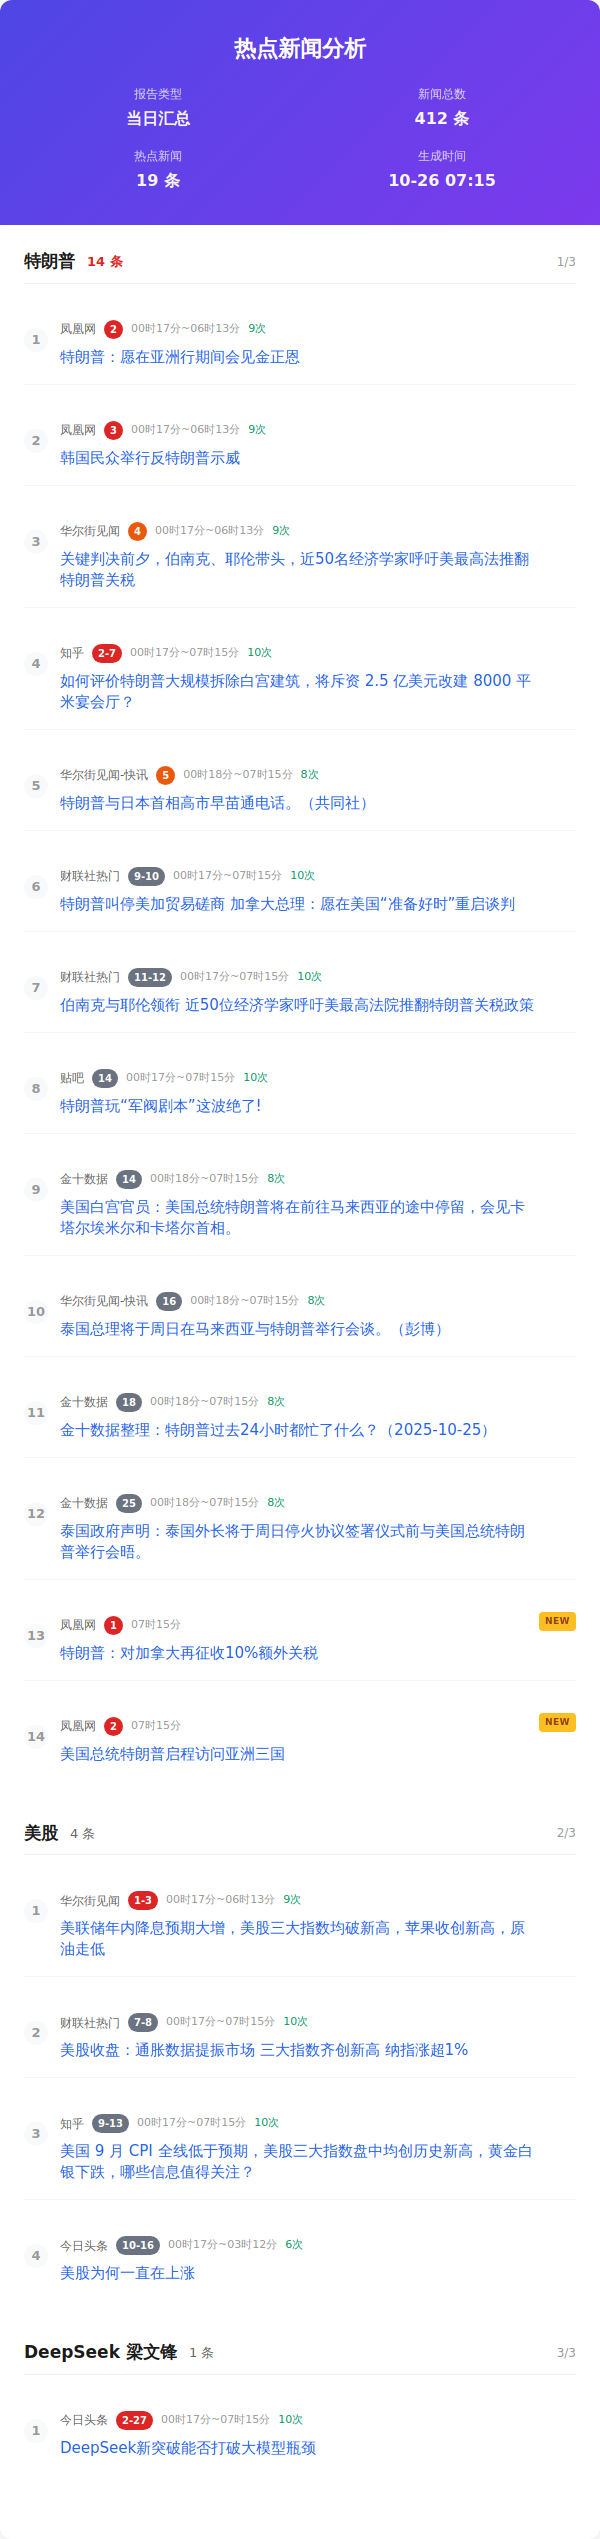 热点新闻分析
报告类型
新闻总数
当日汇总
412 条
热点新闻
生成时间
19 条
10-26 07:15
特朗普 14 条 1/3
1 凤凰网 2 00时17分~06时13分 9次
特朗普：愿在亚洲行期间会见金正恩
2 凤凰网 3 00时17分~06时13分 9次
韩国民众举行反特朗普示威
3 华尔街见闻 4 00时17分~06时13分 9次
关键判决前夕，伯南克、耶伦带头，近50名经济学家呼吁美最高法推翻
特朗普关税
4 知乎 2-7 00时17分~07时15分 10次
如何评价特朗普大规模拆除白宫建筑，将斥资 2.5 亿美元改建 8000 平
米宴会厅？
5 华尔街见闻-快讯 5 00时18分~07时15分 8次
特朗普与日本首相高市早苗通电话。（共同社）
6 财联社热门 9-10 00时17分~07时15分 10次
特朗普叫停美加贸易磋商 加拿大总理：愿在美国“准备好时”重启谈判
7 财联社热门 11-12 00时17分~07时15分 10次
伯南克与耶伦领衔 近50位经济学家呼吁美最高法院推翻特朗普关税政策
8 贴吧 14 00时17分~07时15分 10次
特朗普玩“军阀剧本”这波绝了!
9 金十数据 14 00时18分~07时15分 8次
美国白宫官员：美国总统特朗普将在前往马来西亚的途中停留，会见卡
塔尔埃米尔和卡塔尔首相。
10 华尔街见闻-快讯 16 00时18分~07时15分 8次
泰国总理将于周日在马来西亚与特朗普举行会谈。（彭博）
11 金十数据 18 00时18分~07时15分 8次
金十数据整理：特朗普过去24小时都忙了什么？（2025-10-25）
12 金十数据 25 00时18分~07时15分 8次
泰国政府声明：泰国外长将于周日停火协议签署仪式前与美国总统特朗
普举行会晤。
13 凤凰网 1 07时15分 NEW
特朗普：对加拿大再征收10%额外关税
14 凤凰网 2 07时15分 NEW
美国总统特朗普启程访问亚洲三国
美股 4 条 2/3
1 华尔街见闻 1-3 00时17分~06时13分 9次
美联储年内降息预期大增，美股三大指数均破新高，苹果收创新高，原
油走低
2 财联社热门 7-8 00时17分~07时15分 10次
美股收盘：通胀数据提振市场 三大指数齐创新高 纳指涨超1%
3 知乎 9-13 00时17分~07时15分 10次
美国 9 月 CPI 全线低于预期，美股三大指数盘中均创历史新高，黄金白
银下跌，哪些信息值得关注？
4 今日头条 10-16 00时17分~03时12分 6次
美股为何一直在上涨
DeepSeek 梁文锋 1 条 3/3
1 今日头条 2-27 00时17分~07时15分 10次
DeepSeek新突破能否打破大模型瓶颈